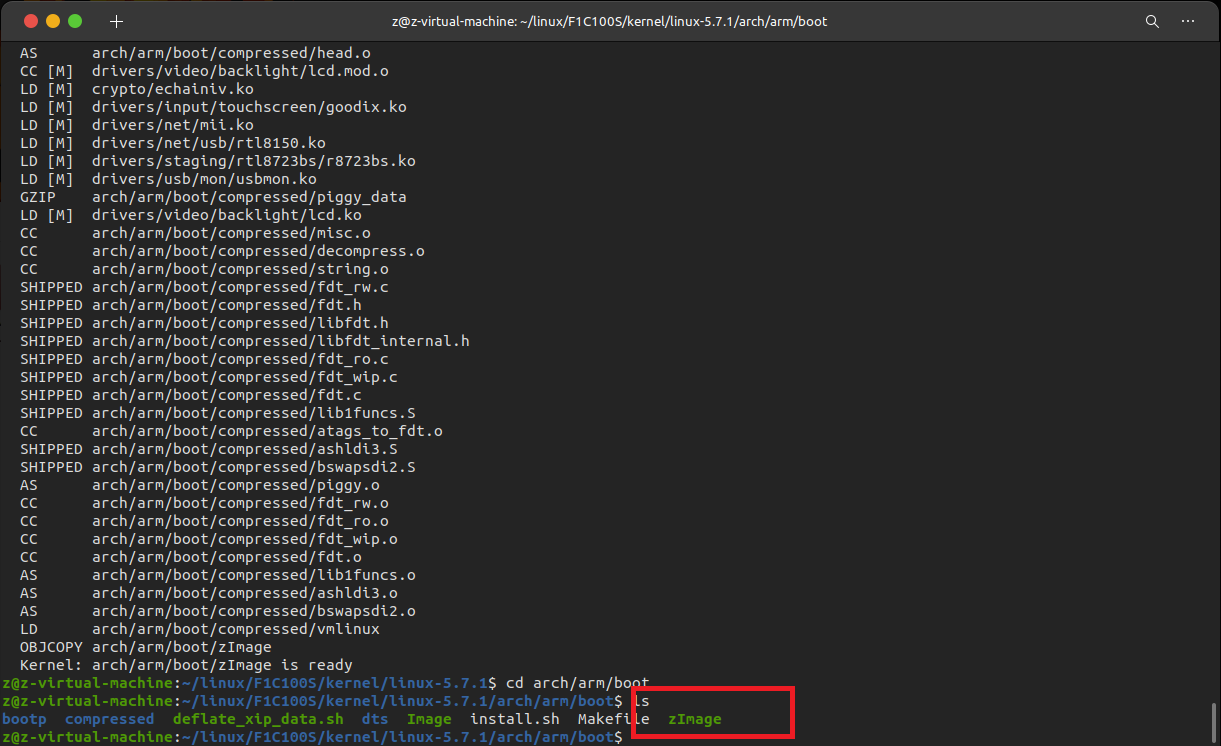 z@z-virtual-machine: ~/linux/F1C100S/kernel/linux-5.7.1/arch/arm/boot
AS      arch/arm/boot/compressed/head.o
CC [M]  drivers/video/backlight/lcd.mod.o
LD [M]  crypto/echainiv.ko
LD [M]  drivers/input/touchscreen/goodix.ko
LD [M]  drivers/net/mii.ko
LD [M]  drivers/net/usb/rtl8150.ko
LD [M]  drivers/staging/rtl8723bs/r8723bs.ko
LD [M]  drivers/usb/mon/usbmon.ko
GZIP    arch/arm/boot/compressed/piggy_data
LD [M]  drivers/video/backlight/lcd.ko
CC      arch/arm/boot/compressed/misc.o
CC      arch/arm/boot/compressed/decompress.o
CC      arch/arm/boot/compressed/string.o
SHIPPED arch/arm/boot/compressed/fdt_rw.c
SHIPPED arch/arm/boot/compressed/fdt.h
SHIPPED arch/arm/boot/compressed/libfdt.h
SHIPPED arch/arm/boot/compressed/libfdt_internal.h
SHIPPED arch/arm/boot/compressed/fdt_ro.c
SHIPPED arch/arm/boot/compressed/fdt_wip.c
SHIPPED arch/arm/boot/compressed/fdt.c
SHIPPED arch/arm/boot/compressed/lib1funcs.S
CC      arch/arm/boot/compressed/atags_to_fdt.o
SHIPPED arch/arm/boot/compressed/ashldi3.S
SHIPPED arch/arm/boot/compressed/bswapsdi2.S
AS      arch/arm/boot/compressed/piggy.o
CC      arch/arm/boot/compressed/fdt_rw.o
CC      arch/arm/boot/compressed/fdt_ro.o
CC      arch/arm/boot/compressed/fdt_wip.o
CC      arch/arm/boot/compressed/fdt.o
AS      arch/arm/boot/compressed/lib1funcs.o
AS      arch/arm/boot/compressed/ashldi3.o
AS      arch/arm/boot/compressed/bswapsdi2.o
LD      arch/arm/boot/compressed/vmlinux
OBJCOPY arch/arm/boot/zImage
Kernel: arch/arm/boot/zImage is ready
z@z-virtual-machine:~/linux/F1C100S/kernel/linux-5.7.1$ cd arch/arm/boot
z@z-virtual-machine:~/linux/F1C100S/kernel/linux-5.7.1/arch/arm/boot$ ls
bootp  compressed  deflate_xip_data.sh  dts  Image  install.sh  Makefile  zImage
z@z-virtual-machine:~/linux/F1C100S/kernel/linux-5.7.1/arch/arm/boot$